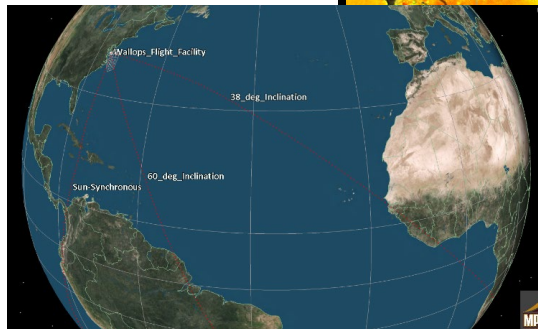 Wallops_Flight_Facility
38_deg_Inclination
60_deg_Inclination
Sun-Synchronous